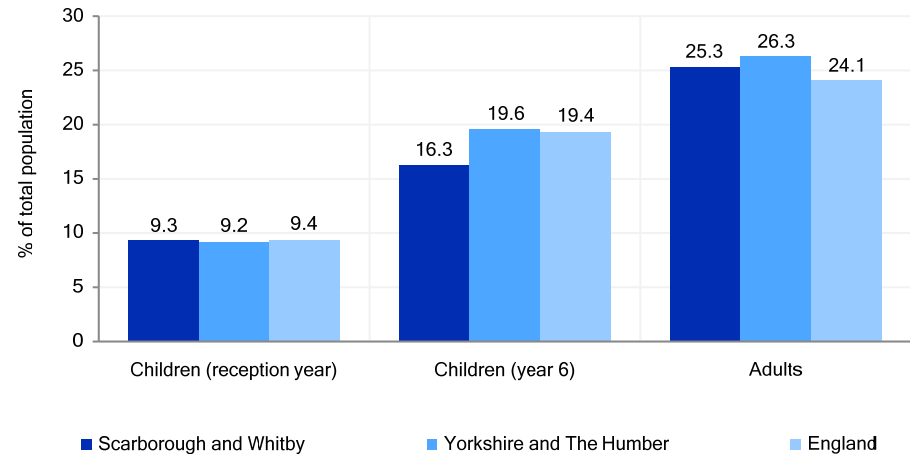 % of total population
30
25
20
15
10
5
0
9.3 9.2 9.4
16.3 19.6 19.4
25.3 26.3 24.1
Children (reception year) Children (year 6) Adults
Scarborough and Whitby Yorkshire and The Humber England